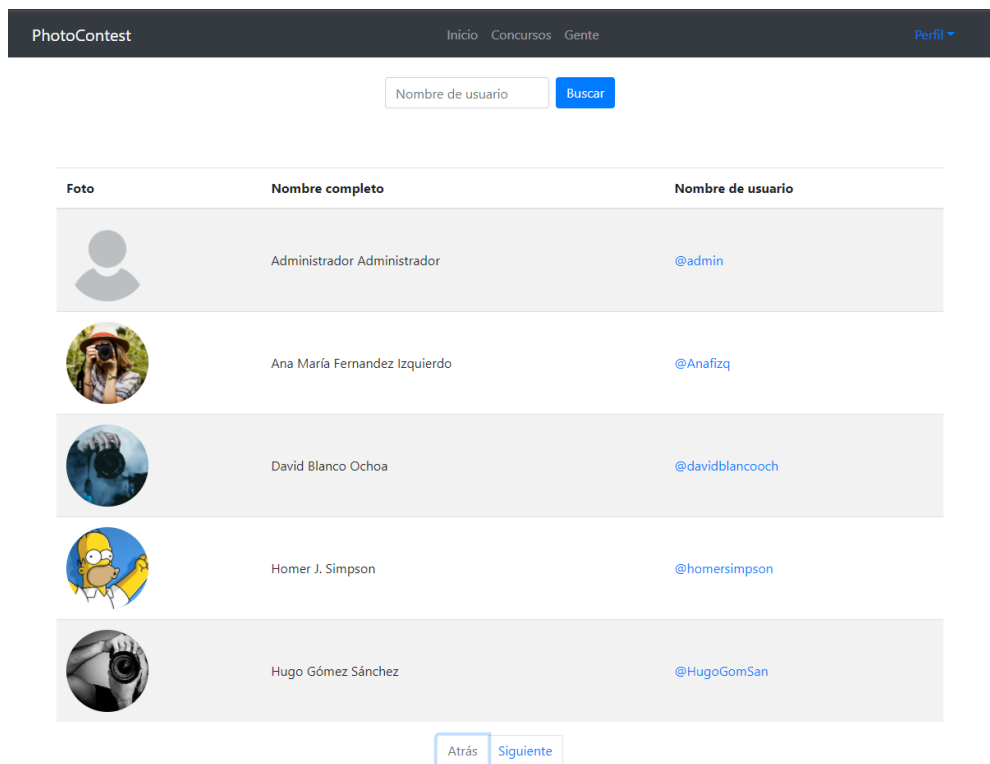 PhotoContest Inicio Concursos Gente Perfil
Nombre de usuario Buscar
Foto Nombre completo Nombre de usuario
Administrador Administrador @admin
Ana María Fernandez Izquierdo @Anafizq
David Blanco Ochoa @davidblancooch
Homer J. Simpson @homersimpson
Hugo Gómez Sánchez @HugoGomSan
Atrás Siguiente